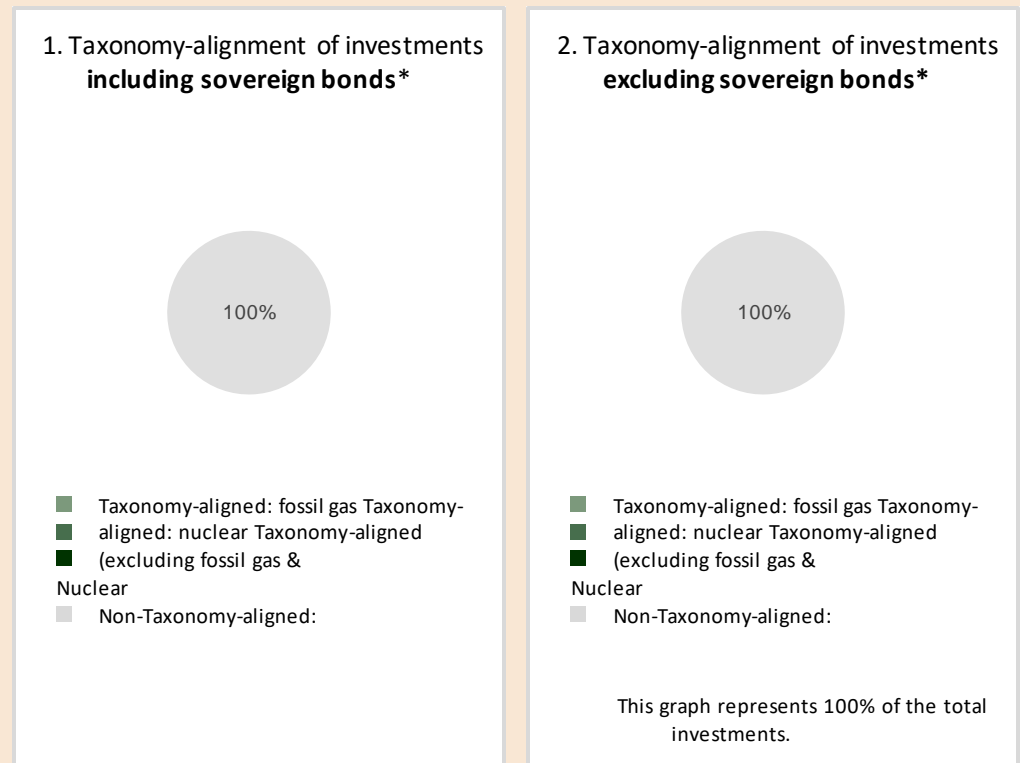 1. Taxonomy-alignment of investments
including sovereign bonds*
100%
Taxonomy-aligned: fossil gas Taxonomy-
aligned: nuclear Taxonomy-aligned
(excluding fossil gas &
Nuclear
Non-Taxonomy-aligned:
2. Taxonomy-alignment of investments
excluding sovereign bonds*
100%
Taxonomy-aligned: fossil gas Taxonomy-
aligned: nuclear Taxonomy-aligned
(excluding fossil gas &
Nuclear
Non-Taxonomy-aligned:
This graph represents 100% of the total
investments.